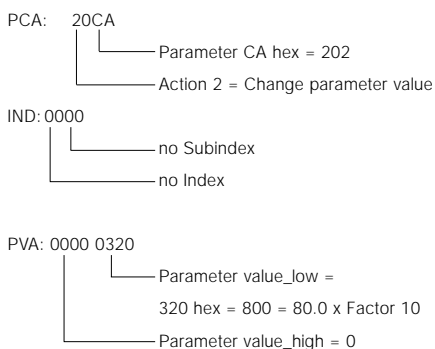 PCA: 20CA
Parameter CA hex = 202
Action 2 = Change parameter value
IND: 0000
no Subindex
no Index
PVA: 0000 0320
Parameter value_low =
320 hex = 800 = 80.0 x Factor 10
Parameter value_high = 0